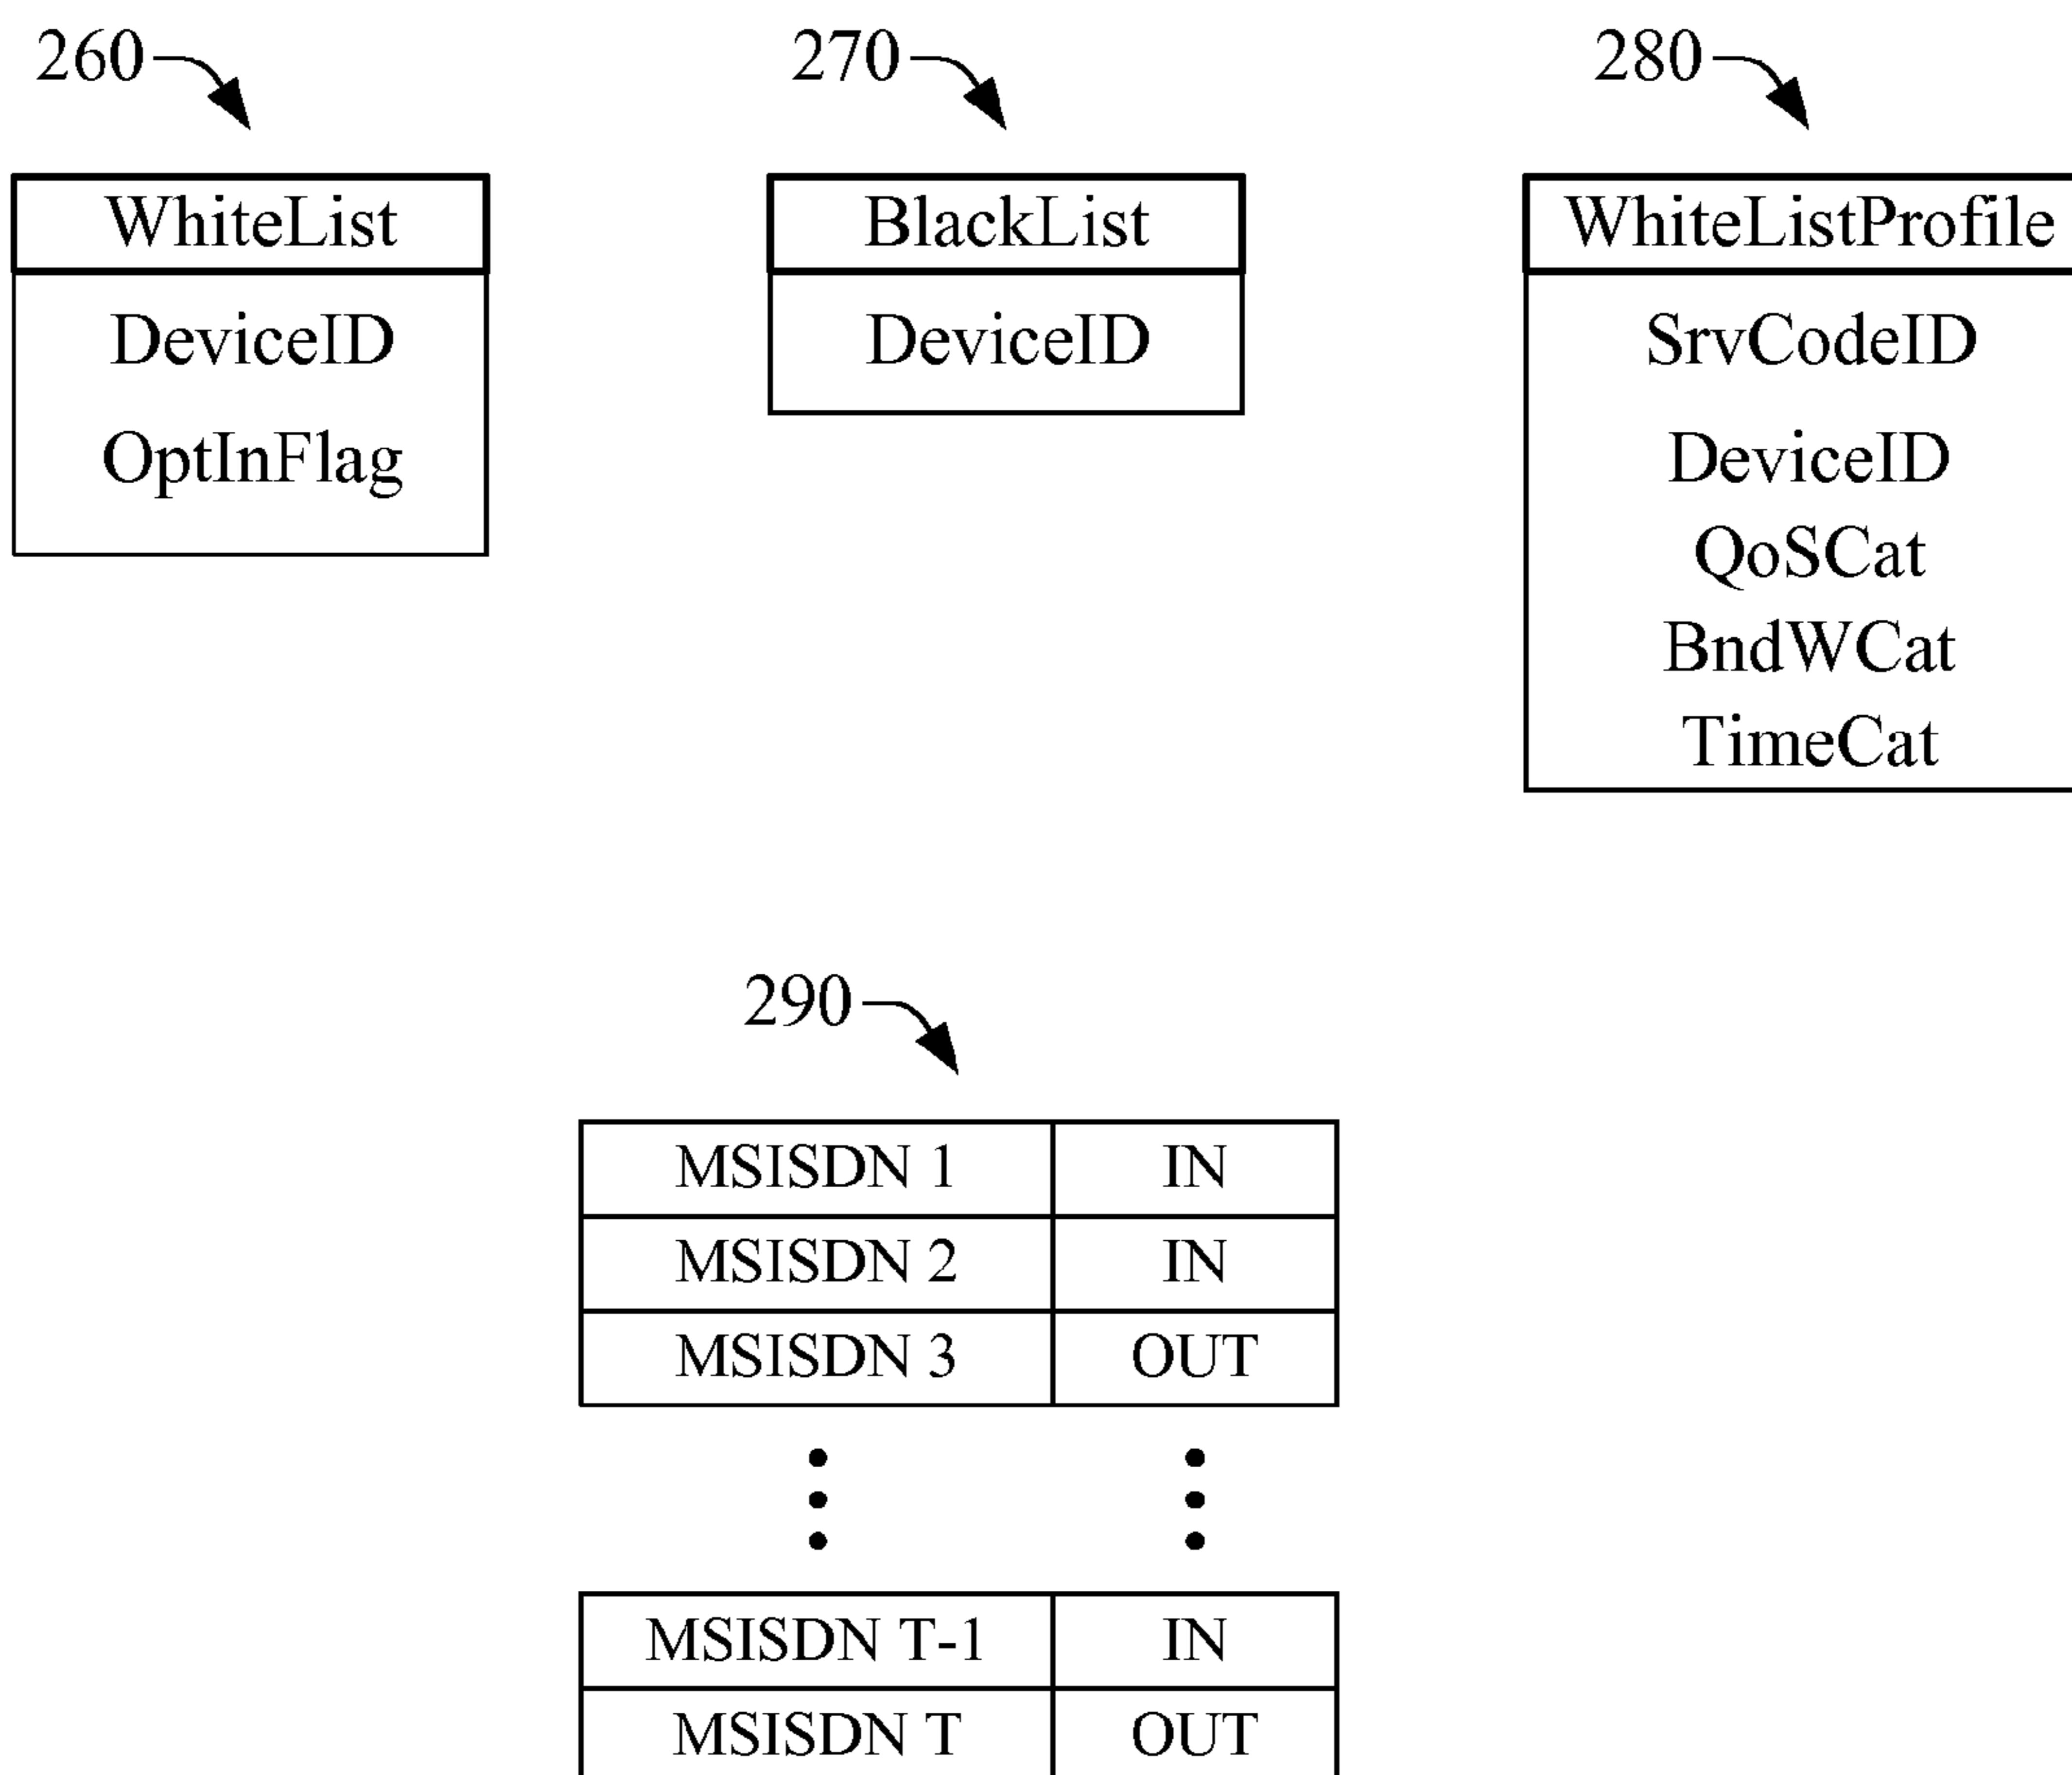 260
270
280
WhiteList
BlackList
WhiteListProfile
DeviceID
OptInFlag
DeviceID
SrvCodeID
DeviceID
QoSCat
BndWCat
TimeCat
290
MSISDN 1 IN
MSISDN 2 IN
MSISDN 3 OUT
MSISDN T-1 IN
MSISDN T OUT